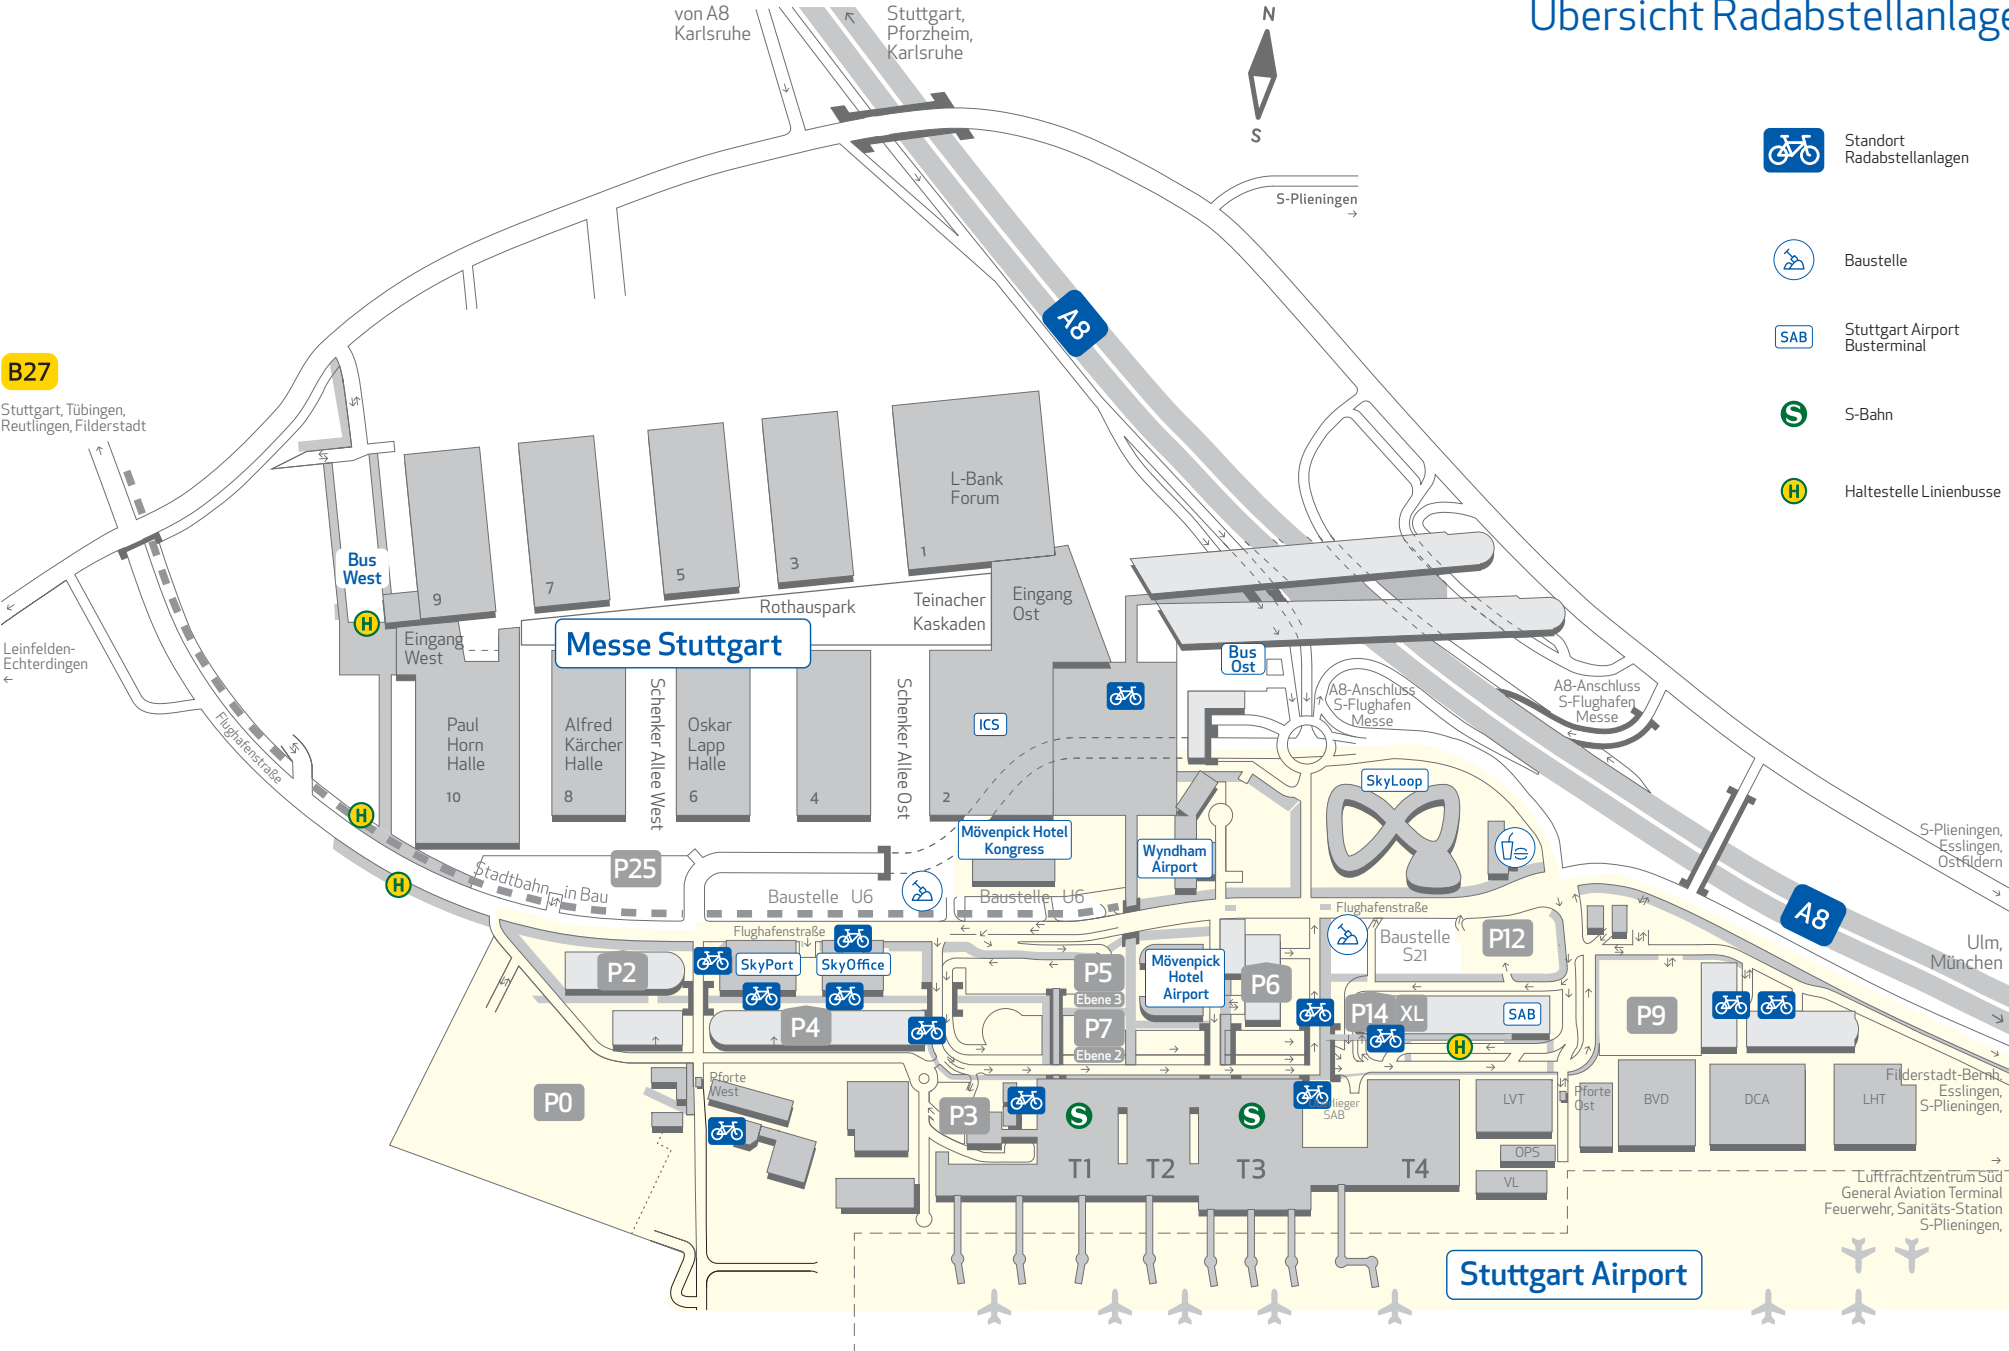 von A8
Karlsruhe
Stuttgart,
Pforzheim,
Karlsruhe
N
S
Übersicht Radabstellanlage
Standort
Radabstellanlagen
Baustelle
SAB
Stuttgart Airport
Busterminal
S
S-Bahn
H
Haltestelle Linienbusse
S-Plieningen
A8
B27
Stuttgart, Tübingen,
Reutlingen, Filderstadt
Leinfelden-
Echterdingen
Bus
West
H
9
7
5
3
1
L-Bank
Forum
Eingang
West
Rothauspark
Teinacher
Kaskaden
Eingang
Ost
Messe Stuttgart
Bus
Ost
A8-Anschluss
S-Flughafen
Messe
A8-Anschluss
S-Flughafen
Messe
Flughafenstraße
Paul
Horn
Halle
10
Alfred
Kärcher
Halle
8
Schenker Allee West
Oskar
Lapp
Halle
6
4
Schenker Allee Ost
ICS
2
SkyLoop
H
H
Mövenpick Hotel
Kongress
Wyndham
Airport
P25
Stadtbahn in Bau
Baustelle U6
Baustelle U6
Flughafenstraße
Flughafenstraße
Baustelle
S21
P12
S-Plieningen,
Esslingen,
Ostfildern
A8
Ulm,
München
P2
SkyPort
SkyOffice
P4
P5
Ebene 3
P7
Ebene 2
Mövenpick
Hotel
Airport
P6
P14 XL
SAB
H
P9
P0
Pforte
West
P3
S
S
T1
T2
T3
T4
SAB
LVT
OPS
VL
Pforte
Ost
BVD
DCA
LHT
Filderstadt-Bernh.
Esslingen,
S-Plieningen,
Luftfrachtzentrum Süd
General Aviation Terminal
Feuerwehr, Sanitäts-Station
S-Plieningen,
Stuttgart Airport